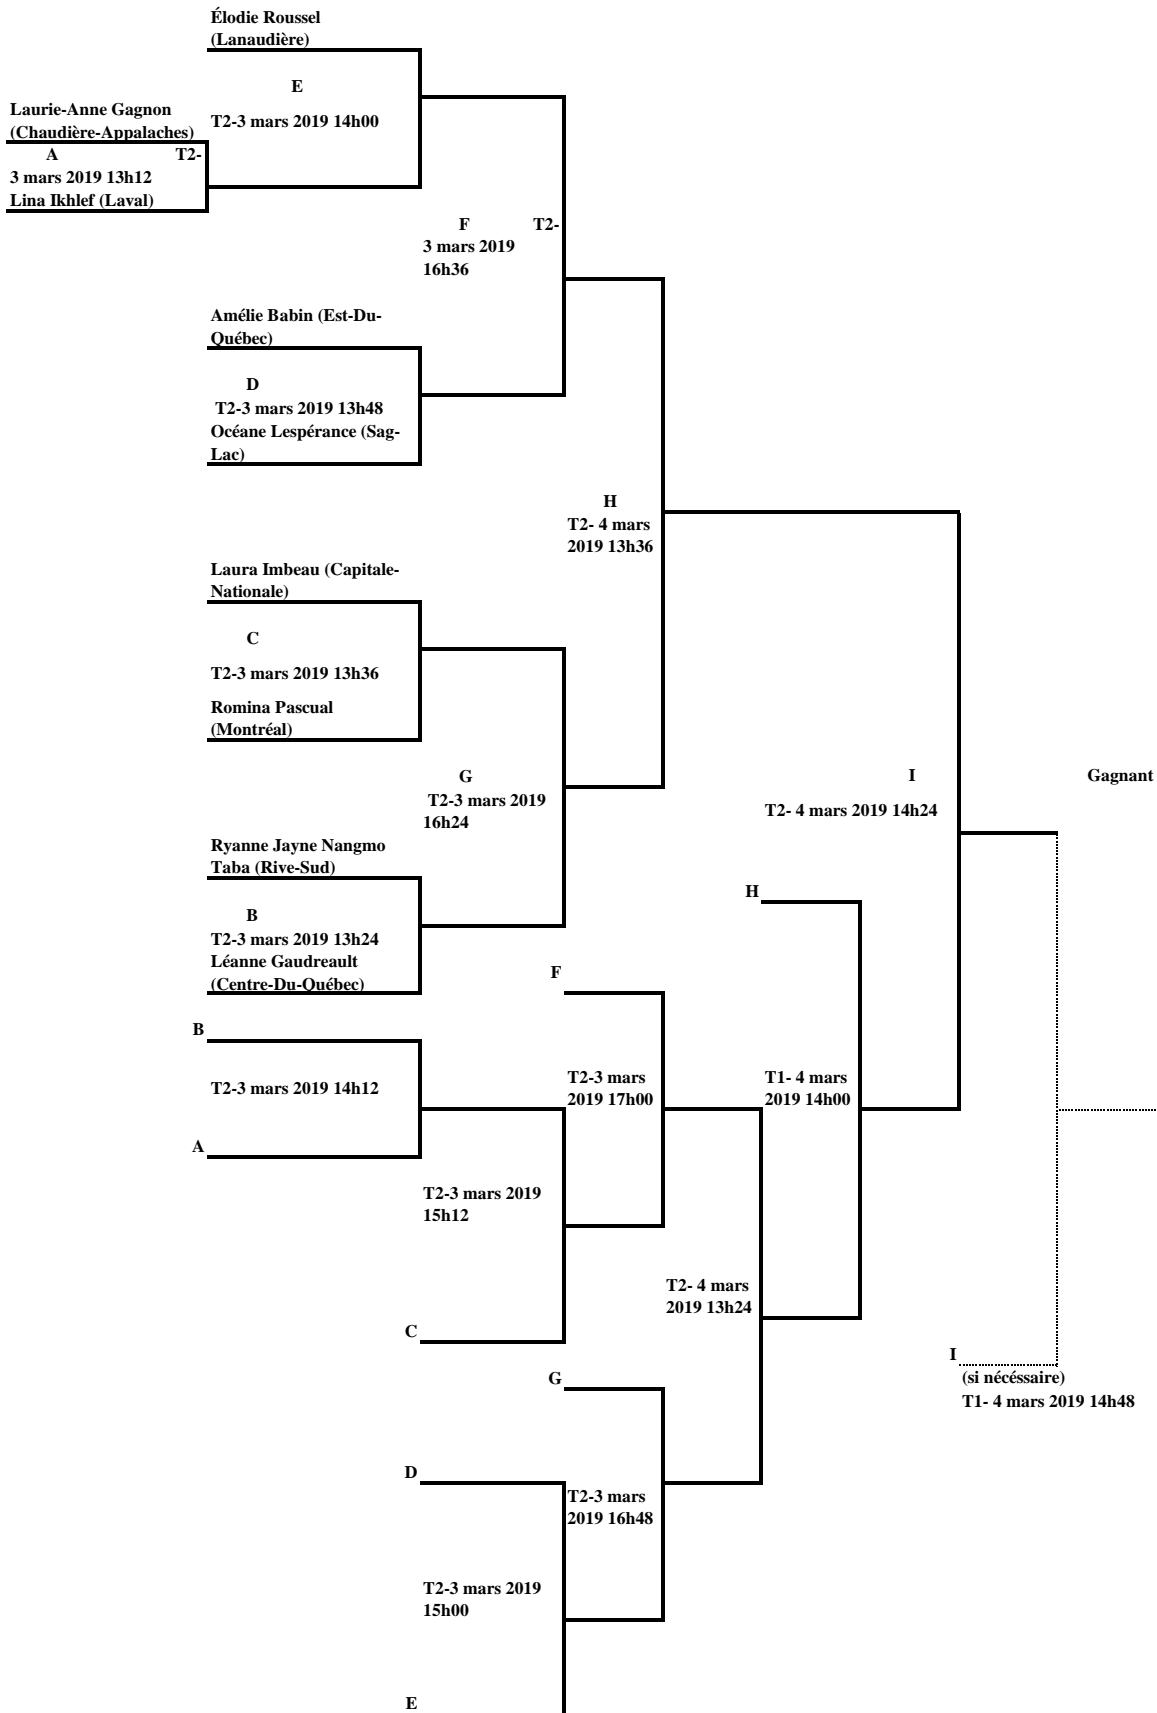 Élodie Roussel
(Lanaudière)
E
T2-3 mars 2019 14h00
Laurie-Anne Gagnon
(Chaudière-Appalaches)
A T2-
3 mars 2019 13h12
Lina Ikhlef (Laval)
F T2-
3 mars 2019
16h36
Amélie Babin (Est-Du-
Québec)
D
T2-3 mars 2019 13h48
Océane Lespérance (Sag-
Lac)
H
T2- 4 mars
2019 13h36
Laura Imbeau (Capitale-
Nationale)
C
T2-3 mars 2019 13h36
Romina Pascual
(Montréal)
G
T2-3 mars 2019
16h24
I
T2- 4 mars 2019 14h24
Gagnant
Ryanne Jayne Nangmo
Taba (Rive-Sud)
B
T2-3 mars 2019 13h24
Léanne Gaudreault
(Centre-Du-Québec)
H
F
B
T2-3 mars 2019 14h12
A
T2-3 mars
2019 17h00
T1- 4 mars
2019 14h00
T2-3 mars 2019
15h12
T2- 4 mars
2019 13h24
C
I
(si nécéssaire)
T1- 4 mars 2019 14h48
G
D
T2-3 mars
2019 16h48
T2-3 mars 2019
15h00
E